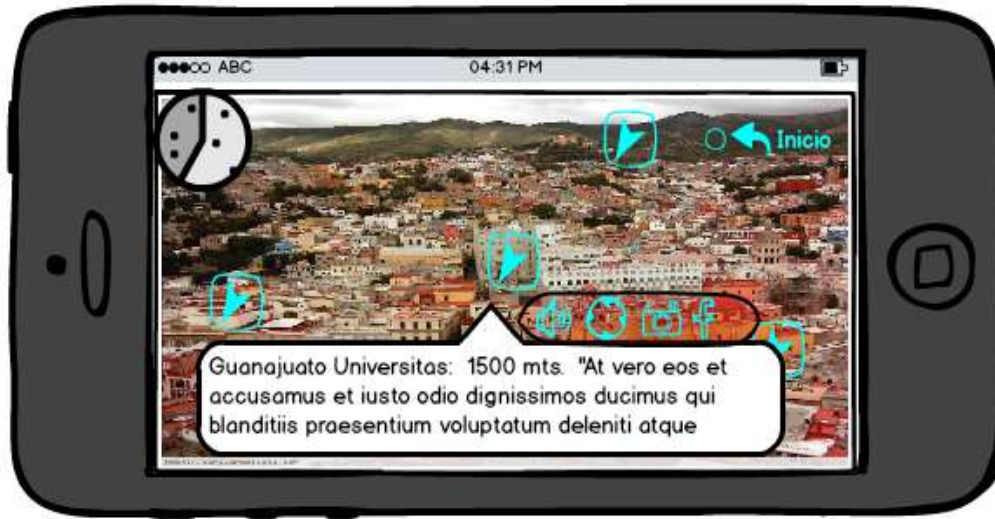 ABC
04:31 PM
Inicio
Guanajuato Universitas: 1500 mts. "At vero eos et
accusamus et iusto odio dignissimos ducimus qui
blanditiis praesentium voluptatum deleniti atque